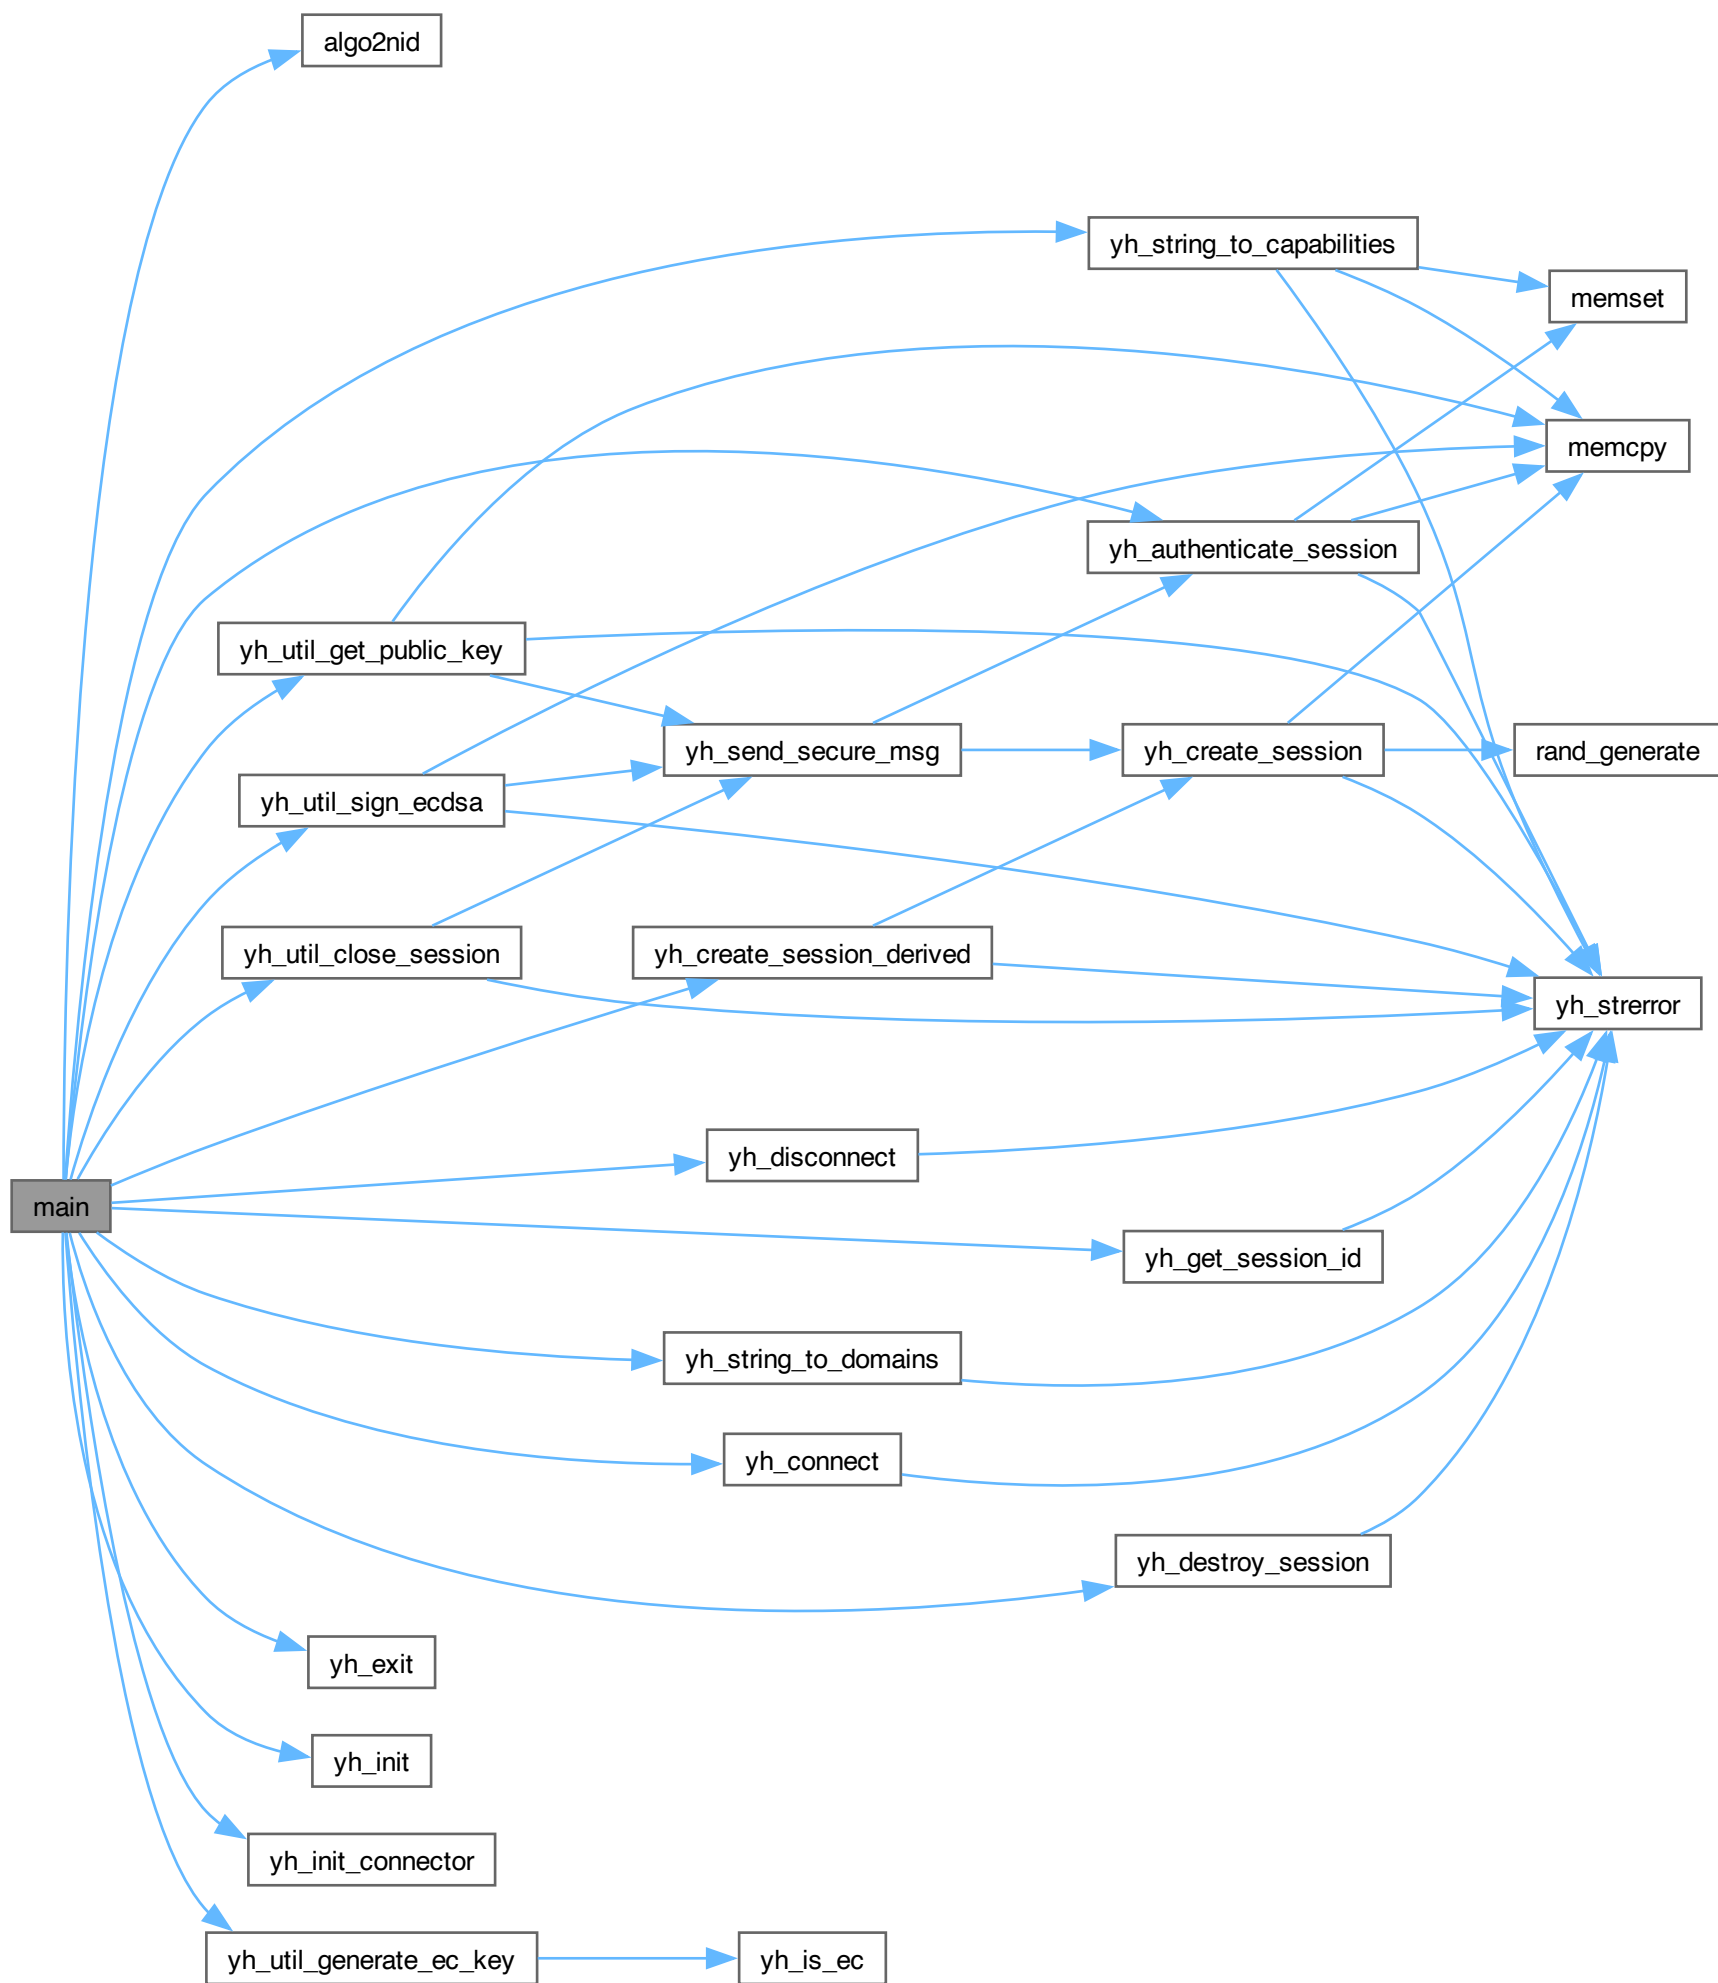 algo2nid
yh_string_to_capabilities
memset
memcpy
yh_authenticate_session
yh_util_get_public_key
yh_send_secure_msg
yh_create_session
rand_generate
yh_util_sign_ecdsa
yh_util_close_session
yh_create_session_derived
yh_strerror
yh_disconnect
main
yh_get_session_id
yh_string_to_domains
yh_connect
yh_destroy_session
yh_exit
yh_init
yh_init_connector
yh_util_generate_ec_key
yh_is_ec